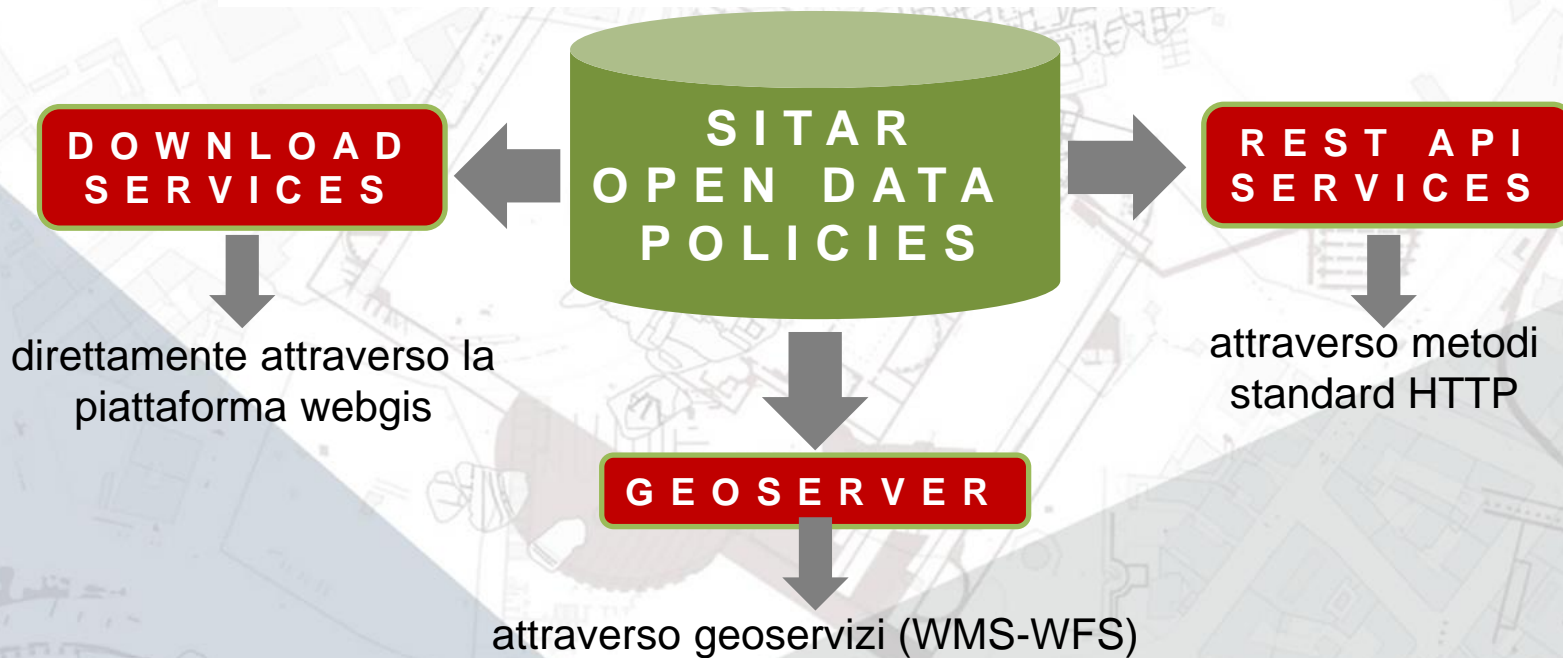 SITAR
OPEN DATA
POLICIES
DOWNLOAD
SERVICES
REST API
SERVICES
direttamente attraverso la
piattaforma webgis
attraverso metodi
standard HTTP
GEOSERVER
attraverso geoservizi (WMS-WFS)